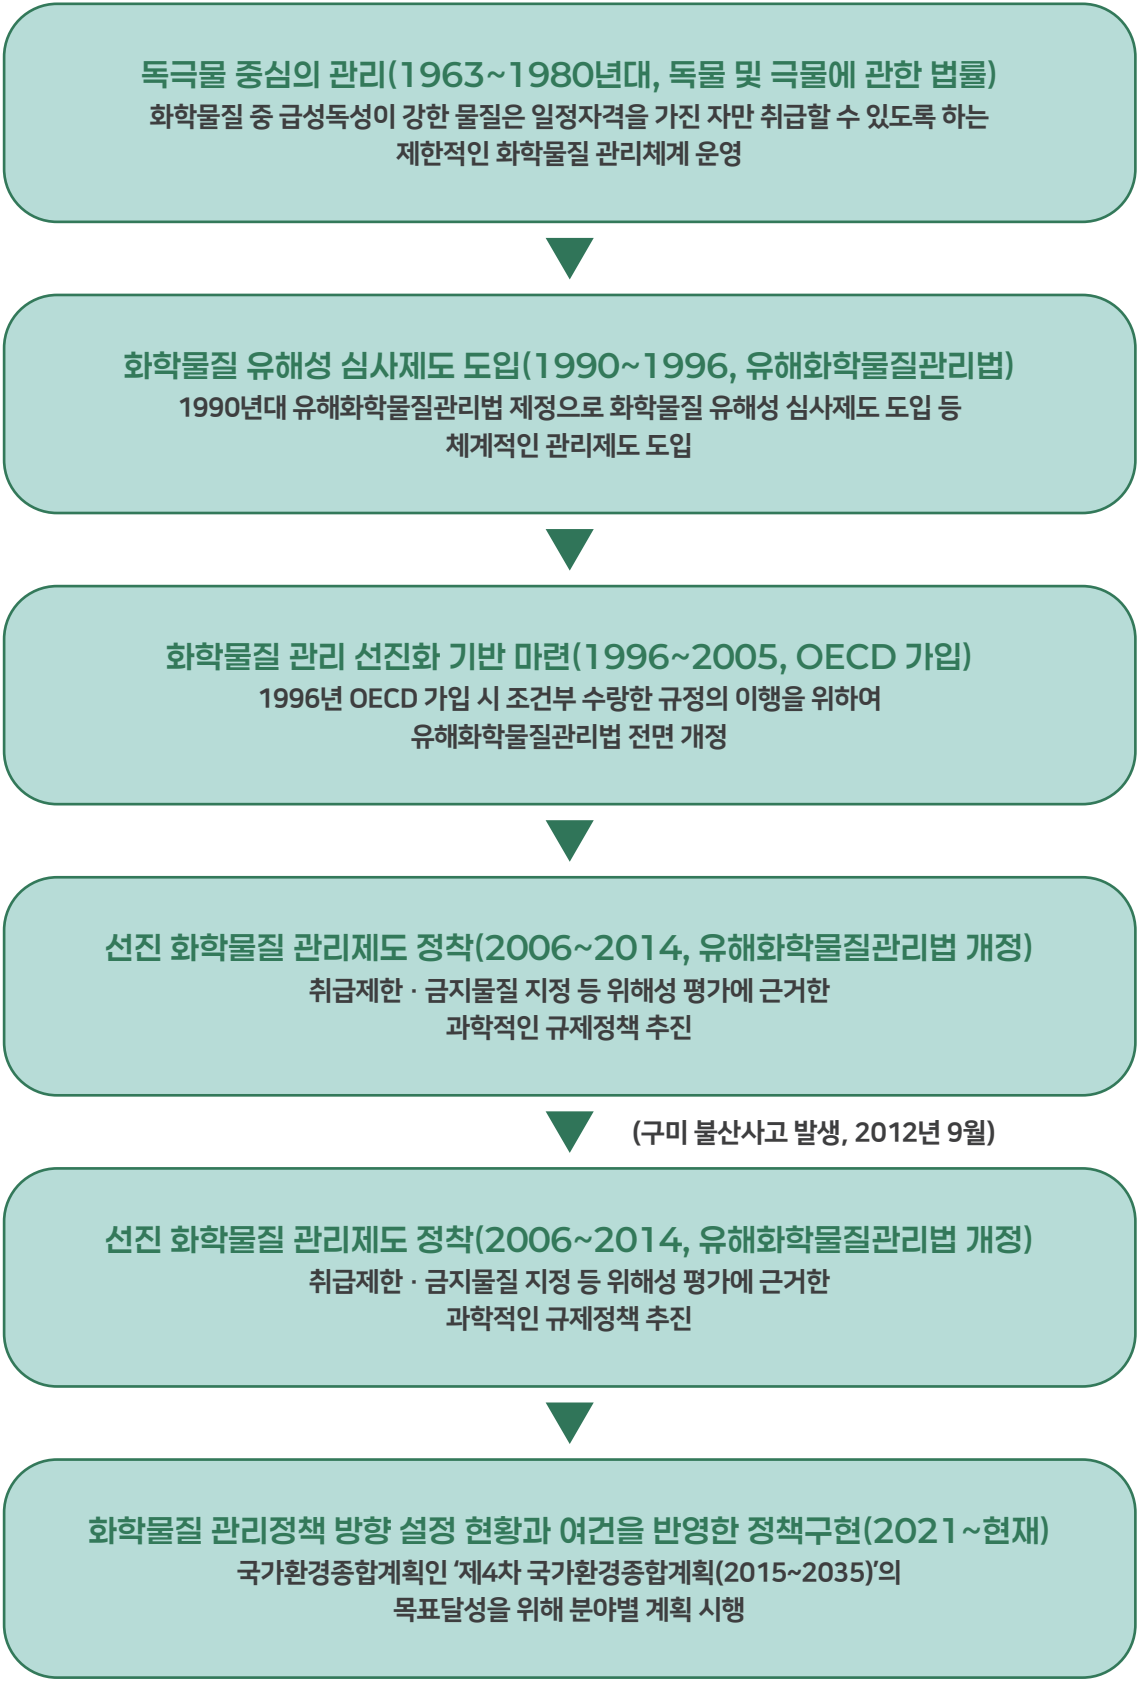 독극물 중심의 관리(1963~1980년대, 독물 및 극물에 관한 법률)
화학물질 중 급성독성이 강한 물질은 일정자격을 가진 자만 취급할 수 있도록 하는
제한적인 화학물질 관리체계 운영
화학물질 유해성 심사제도 도입(1990~1996, 유해화학물질관리법)
1990년대 유해화학물질관리법 제정으로 화학물질 유해성 심사제도 도입 등
체계적인 관리제도 도입
화학물질 관리 선진화 기반 마련(1996~2005, OECD 가입)
1996년 OECD 가입 시 조건부 수랑한 규정의 이행을 위하여
유해화학물질관리법 전면 개정
선진 화학물질 관리제도 정착(2006~2014, 유해화학물질관리법 개정)
취급제한 · 금지물질 지정 등 위해성 평가에 근거한
과학적인 규제정책 추진
(구미 불산사고 발생, 2012년 9월)
선진 화학물질 관리제도 정착(2006~2014, 유해화학물질관리법 개정)
취급제한 · 금지물질 지정 등 위해성 평가에 근거한
과학적인 규제정책 추진
화학물질 관리정책 방향 설정 현황과 여건을 반영한 정책구현(2021~현재)
국가환경종합계획인 ‘제4차 국가환경종합계획(2015~2035)’의
목표달성을 위해 분야별 계획 시행